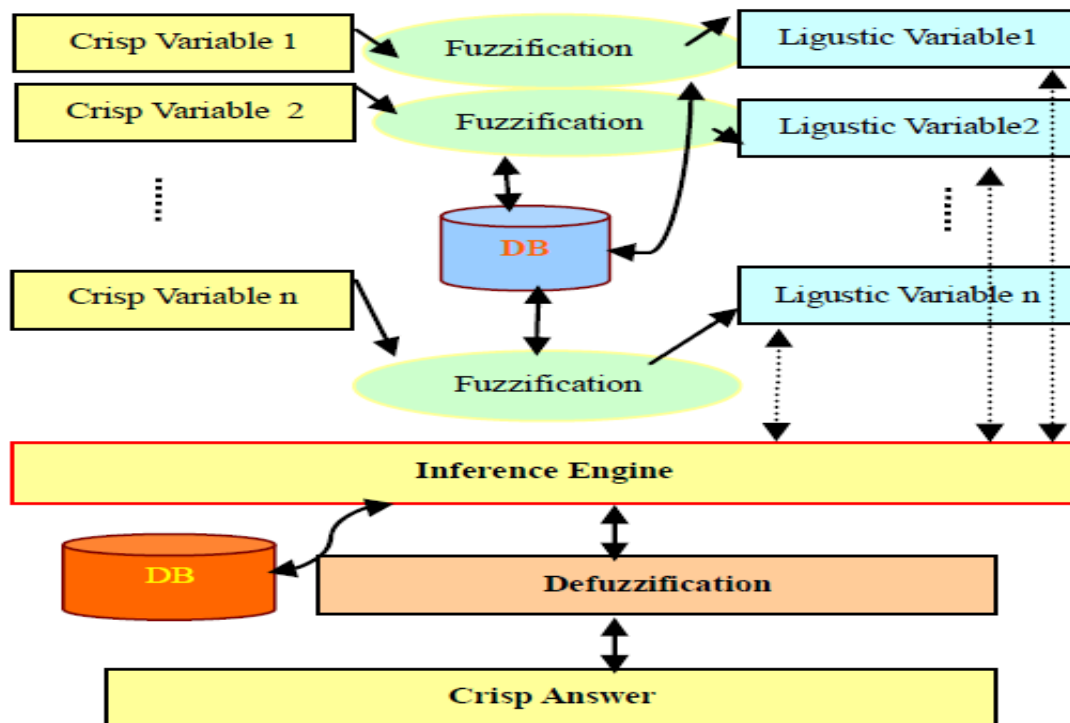 Crisp Variable 1
Fuzzification
Ligustic Variable1
Crisp Variable 2
Fuzzification
Ligustic Variable2
DB
Crisp Variable n
Ligustic Variable n
Fuzzification
Inference Engine
DB
Defuzzification
Crisp Answer